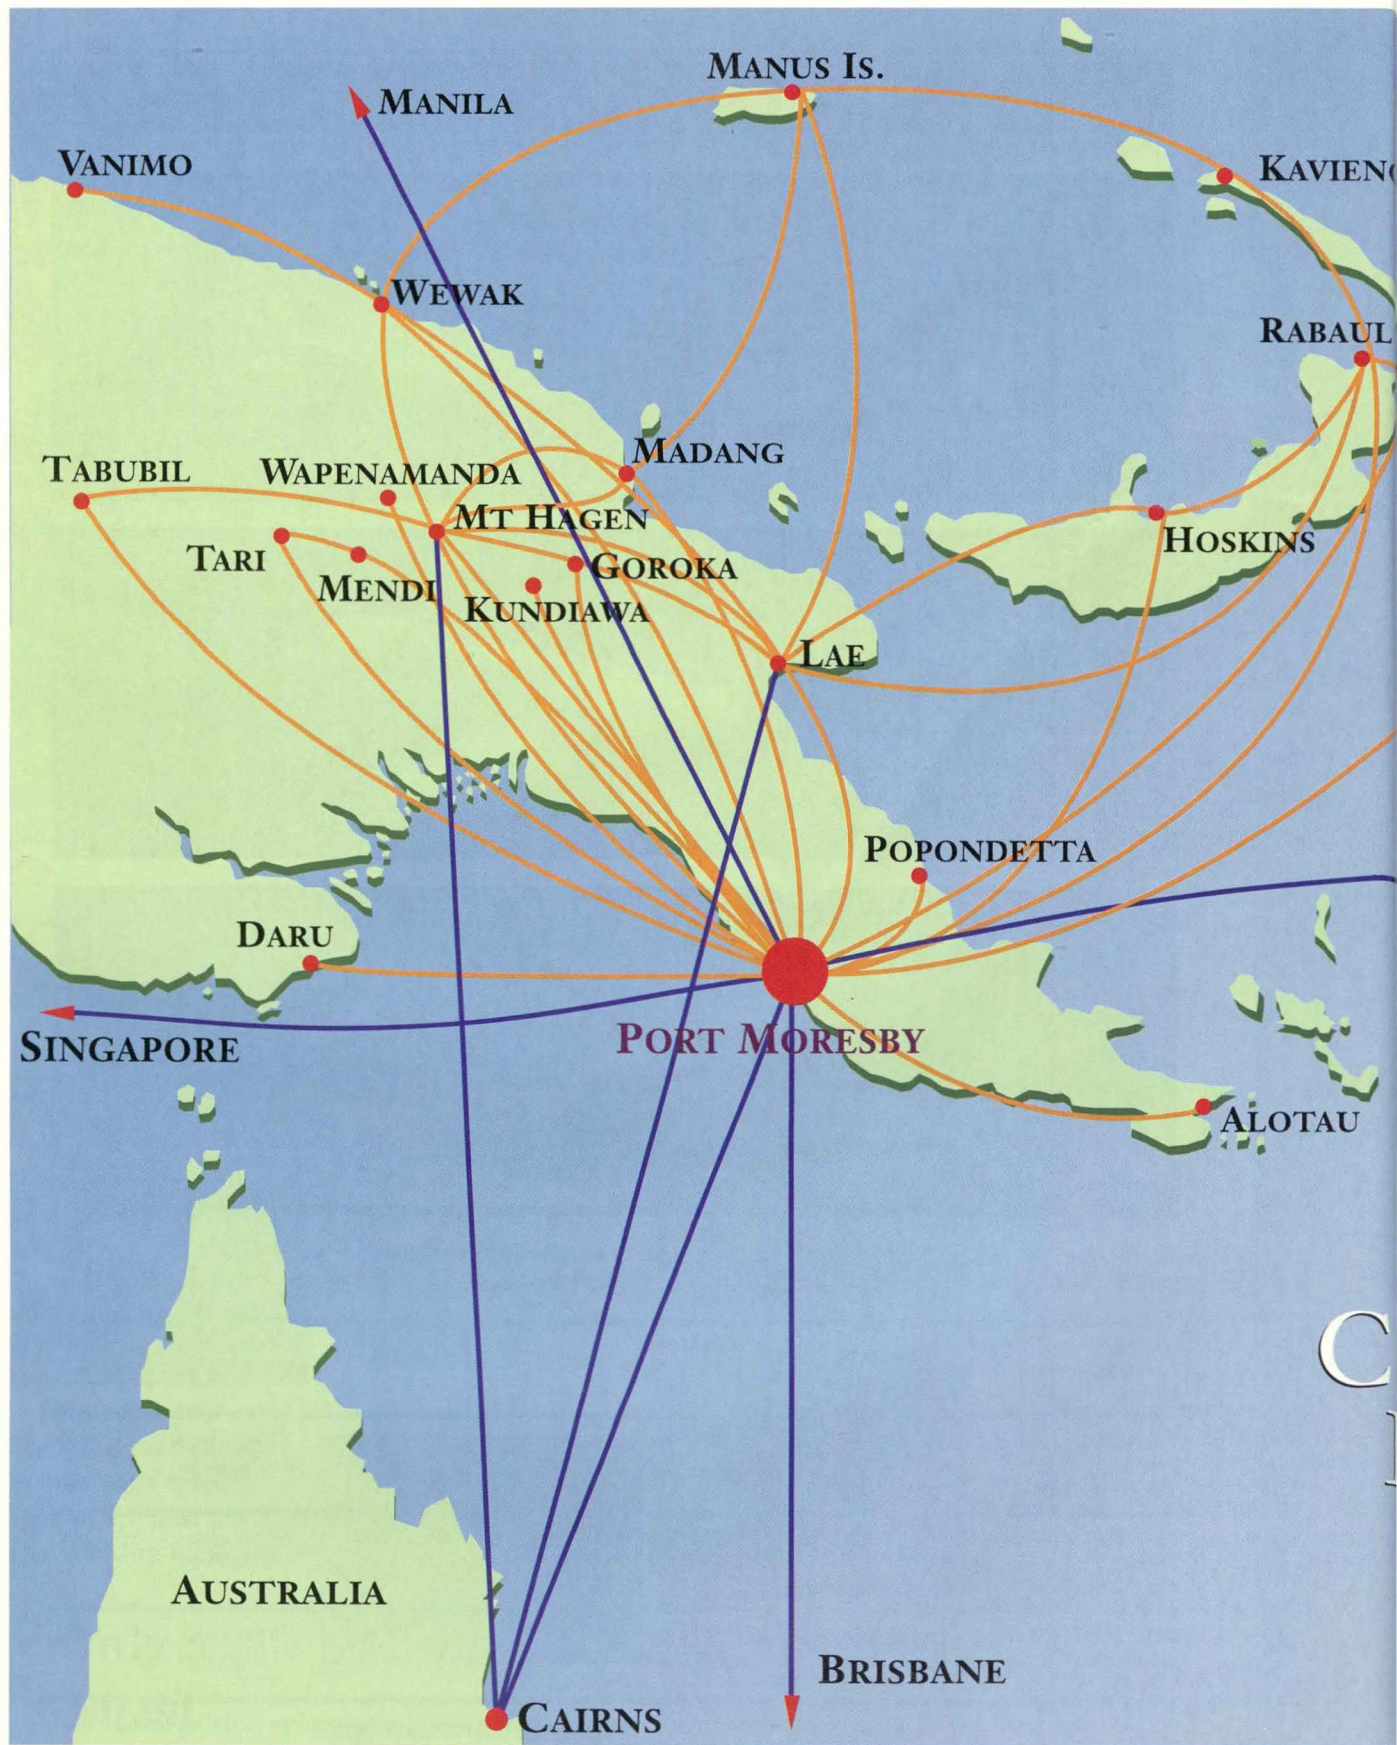 MANUS IS.
MANILA
VANIMO
KAVIEN
WEWAK
RABAUL
MADANG
TABUBIL
WAPENAMANDA
MT HAGEN
HOSKINS
TARI
GOROKA
MENDI
KUNDIAWA
LAE
POPONDETTA
DARU
PORT MORESBY
SINGAPORE
ALOTAU
C
AUSTRALIA
BRISBANE
CAIRNS